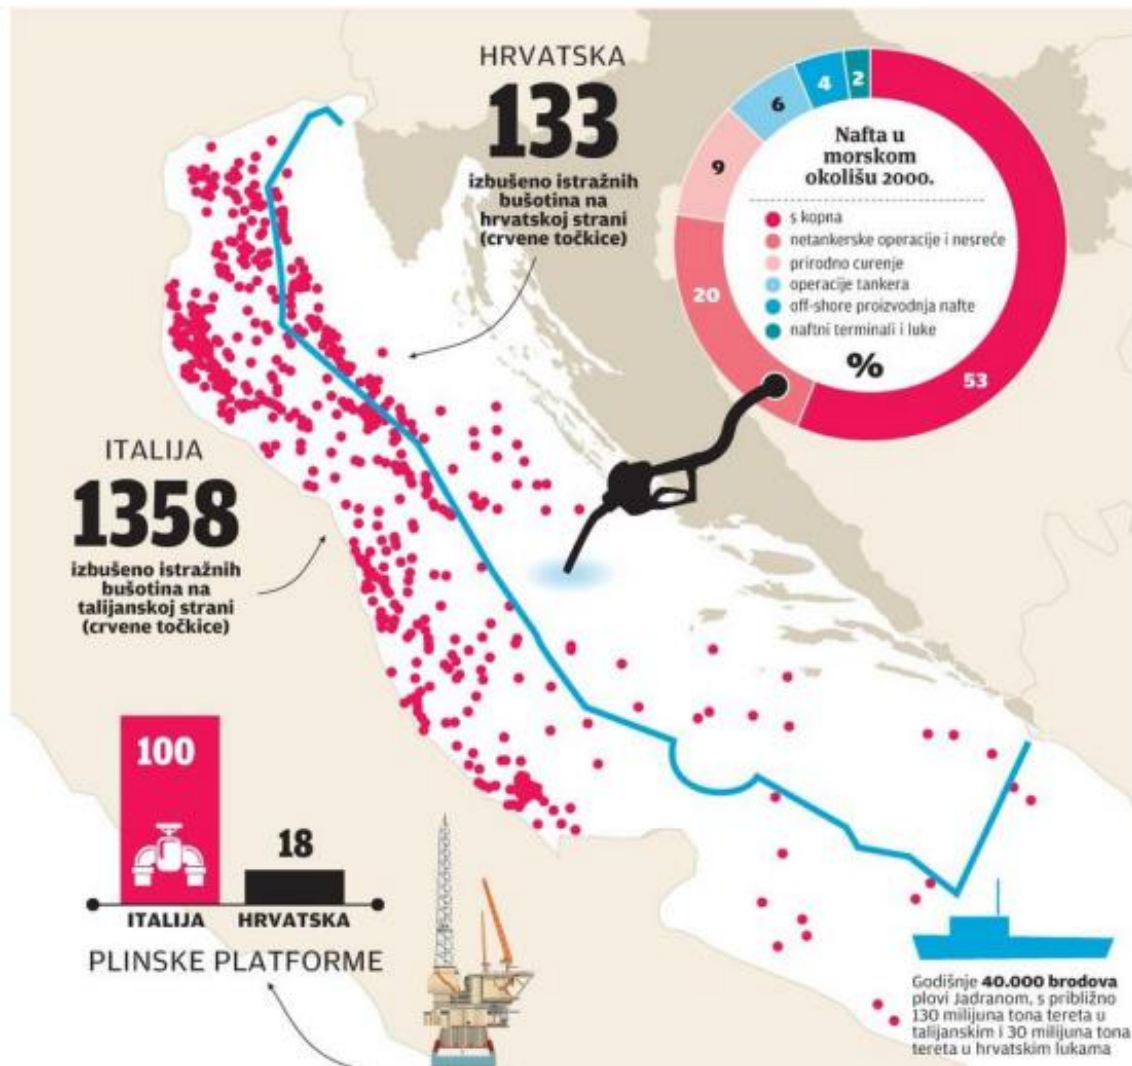 HRVATSKA
133
izbušeno istražnih
bušotina na
hrvatskoj strani
(crvene točkice)
6
4
2
9
20
53
Nafta u
morskom
okolišu 2000.
s kopna
netankerske operacije i nesreće
prirodno curenje
operacije tankera
off-shore proizvodnja nafte
naftni terminali i luke
%
ITALIJA
1358
izbušeno istražnih
bušotina na
talijanskoj strani
(crvene točkice)
100
18
ITALIJA
HRVATSKA
PLINSKE PLATFORME
Godišnje 40.000 brodova
plovi Jadranom, s približno
130 milijuna tona tereta u
talijanskim i 30 milijuna tona
tereta u hrvatskim lukama